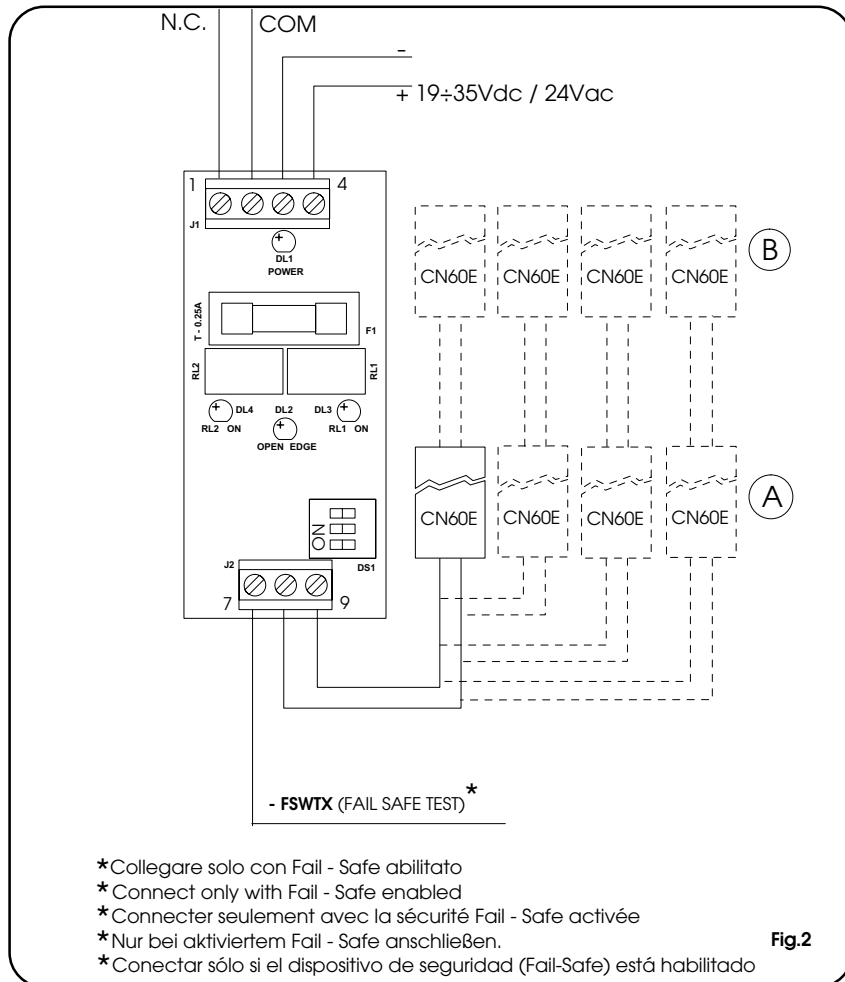 N.C. COM
-
+ 19÷35Vdc / 24Vac
1 4
J1
DL1
POWER
T - 0.25A
F1
RL2 RL1
DL4 DL2 DL3
RL2 ON RL1 ON
OPEN EDGE
ON
DS1
J2
7 9
CN60E CN60E CN60E CN60E
B
CN60E CN60E CN60E CN60E
A
- FSWTX (FAIL SAFE TEST)*
*Collegare solo con Fail - Safe abilitato
*Connect only with Fail - Safe enabled
*Connecter seulement avec la sécurité Fail - Safe activée
*Nur bei aktiviertem Fail - Safe anschließen.
*Conectar sólo si el dispositivo de seguridad (Fail-Safe) está habilitado
Fig.2